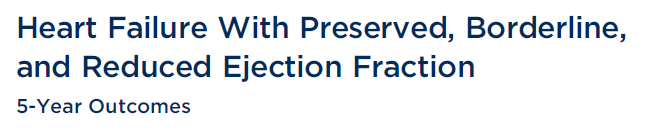 Heart Failure With Preserved, Borderline,
and Reduced Ejection Fraction
5-Year Outcomes